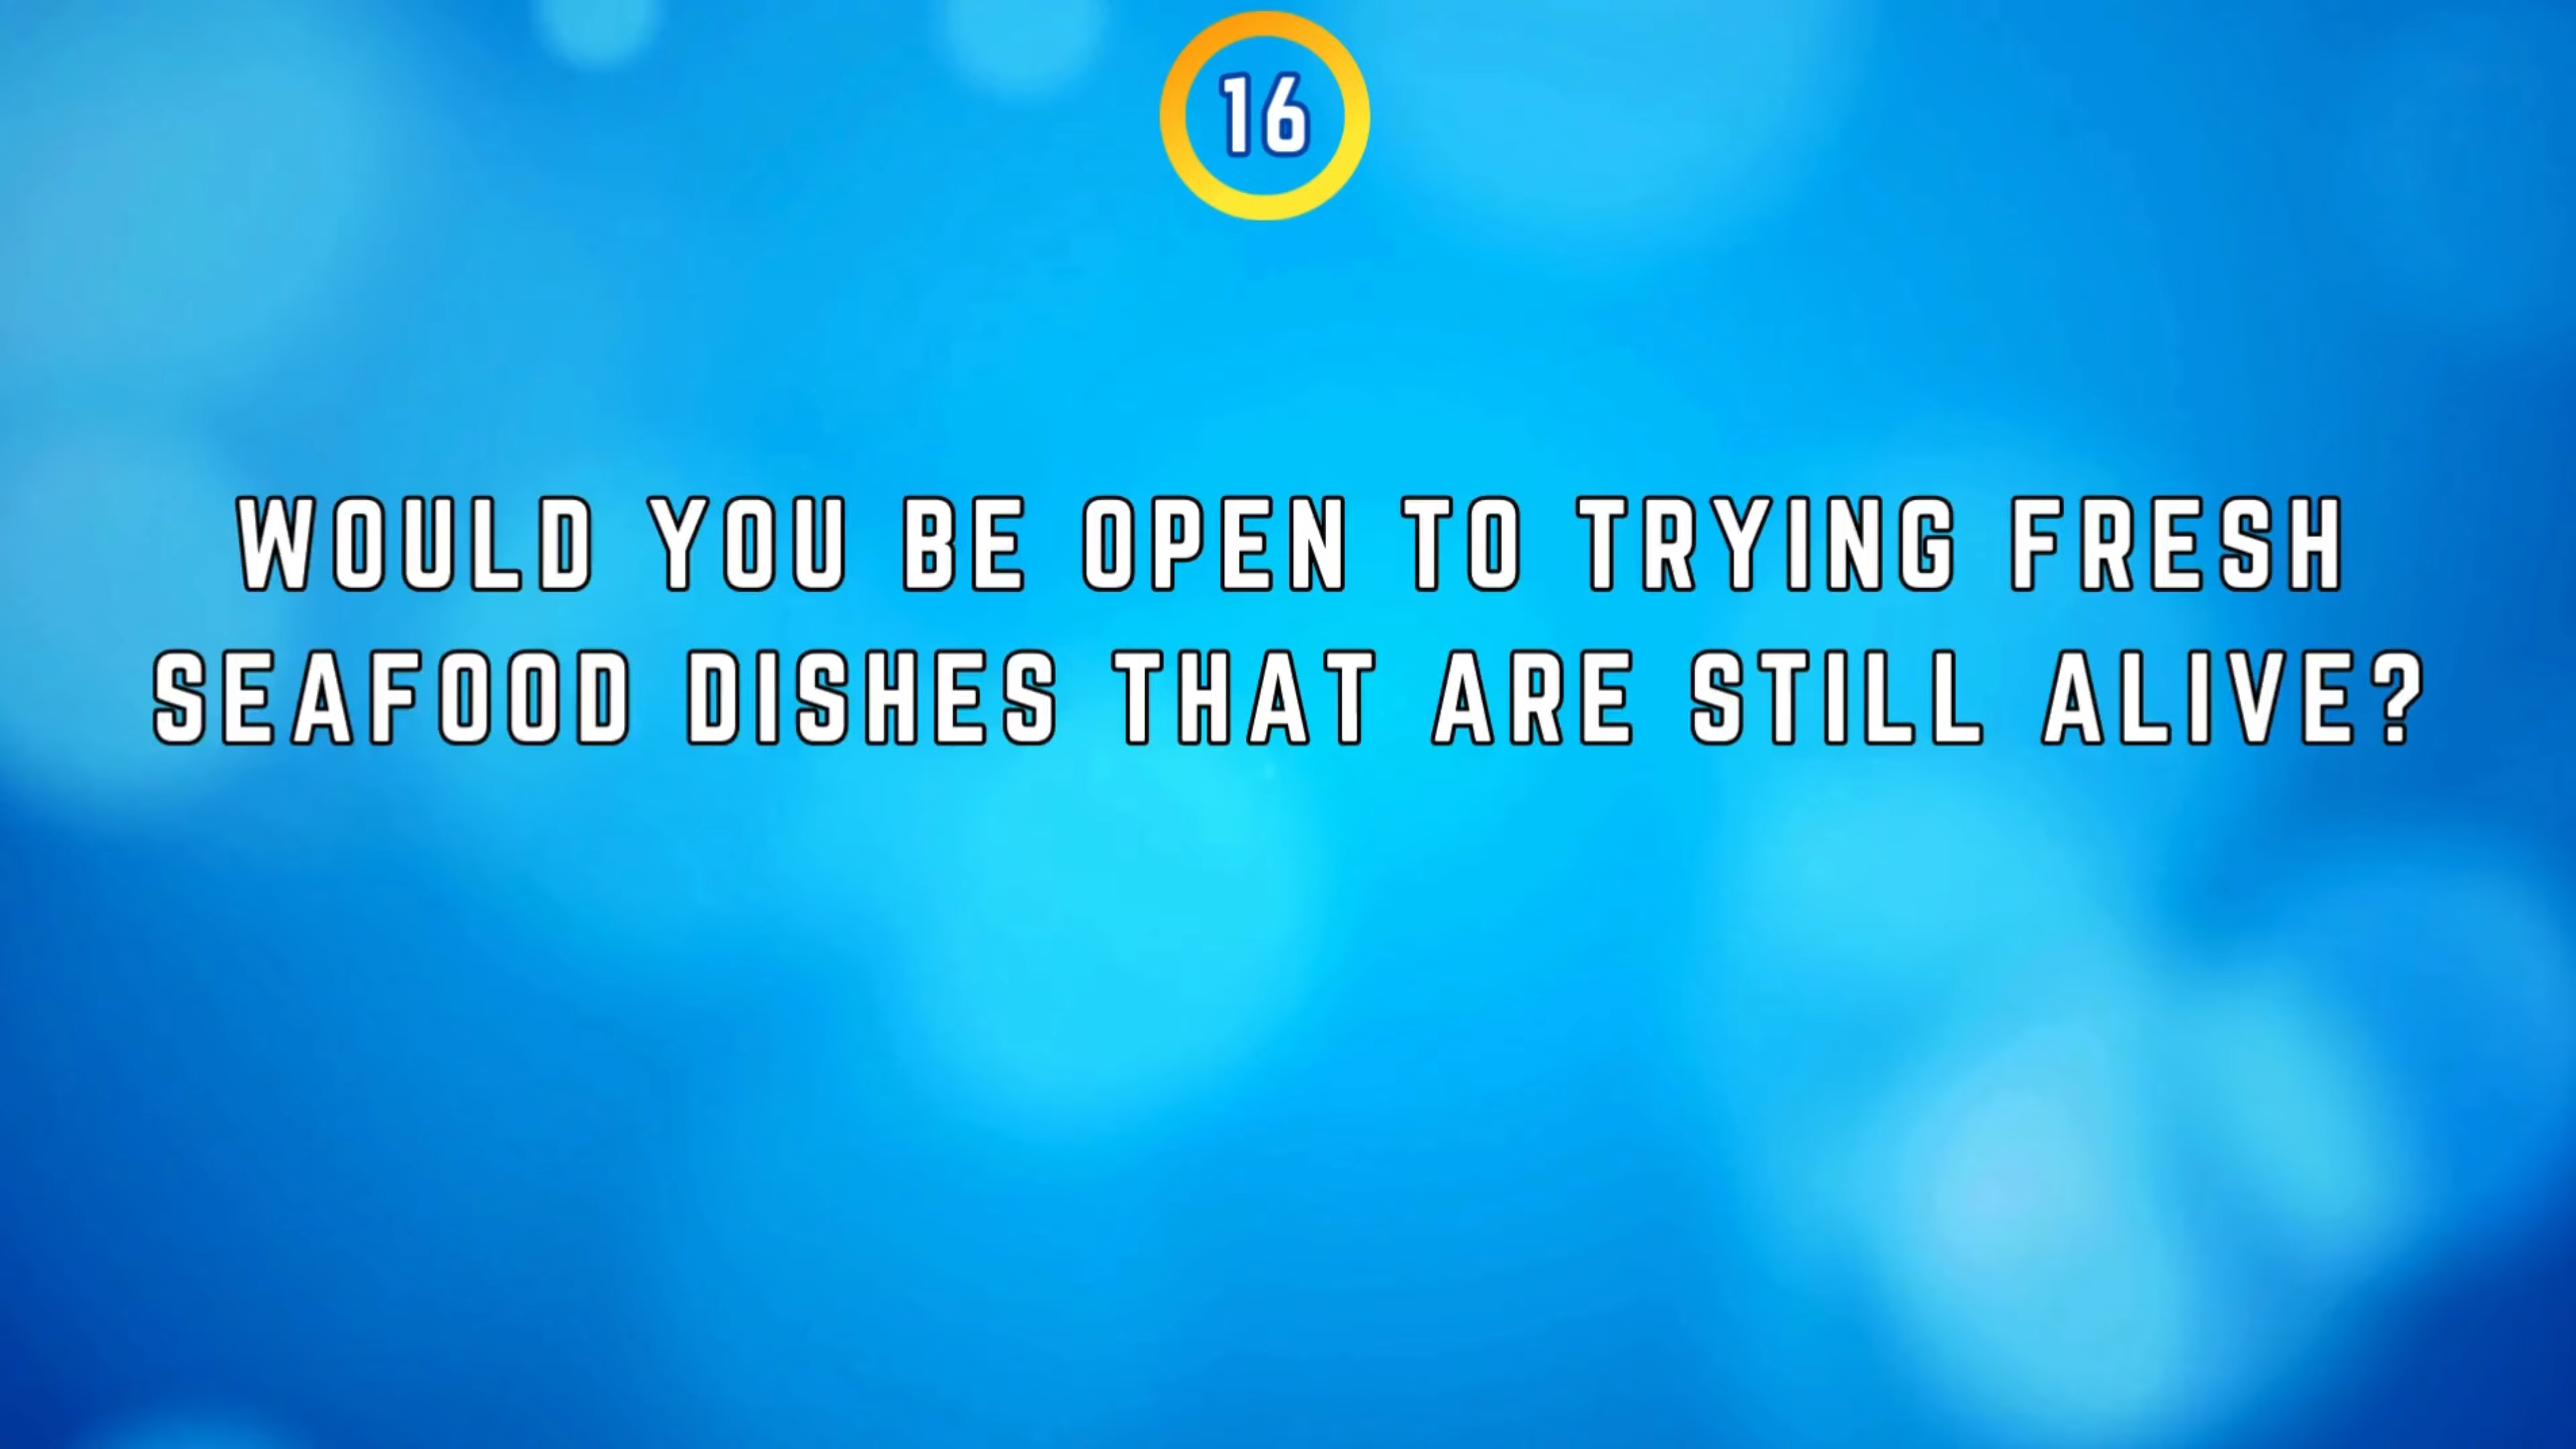 16
WOULD YOU BE OPEN TO TRYING FRESH
SEAFOOD DISHES THAT ARE STILL ALIVE?